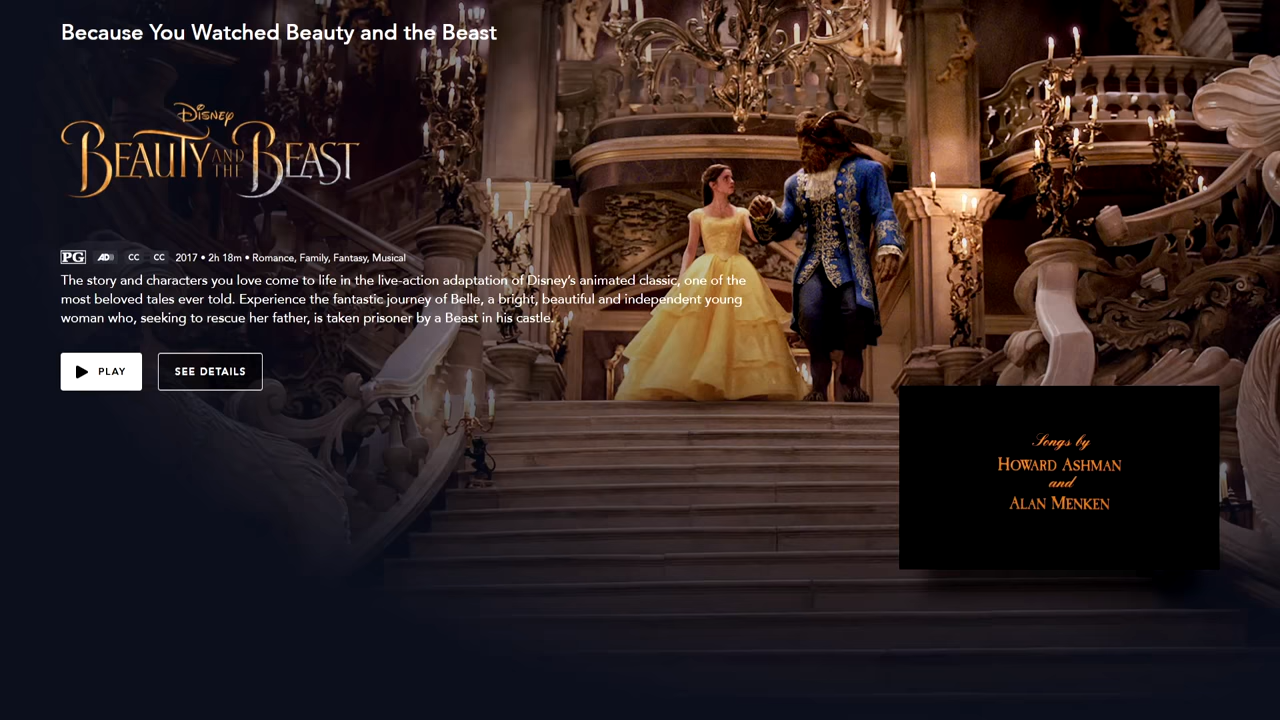 Because You Watched Beauty and the Beast
Disney
BEAUTY AND THE BEAST
PG AD CC CC 2017 • 2h 18m • Romance, Family, Fantasy, Musical
The story and characters you love come to life in the live-action adaptation of Disney's animated classic, one of the
most beloved tales ever told. Experience the fantastic journey of Belle, a bright, beautiful and independent young
woman who, seeking to rescue her father, is taken prisoner by a Beast in his castle.
PLAY SEE DETAILS
Songs by
HOWARD ASHMAN
and
ALAN MENKEN